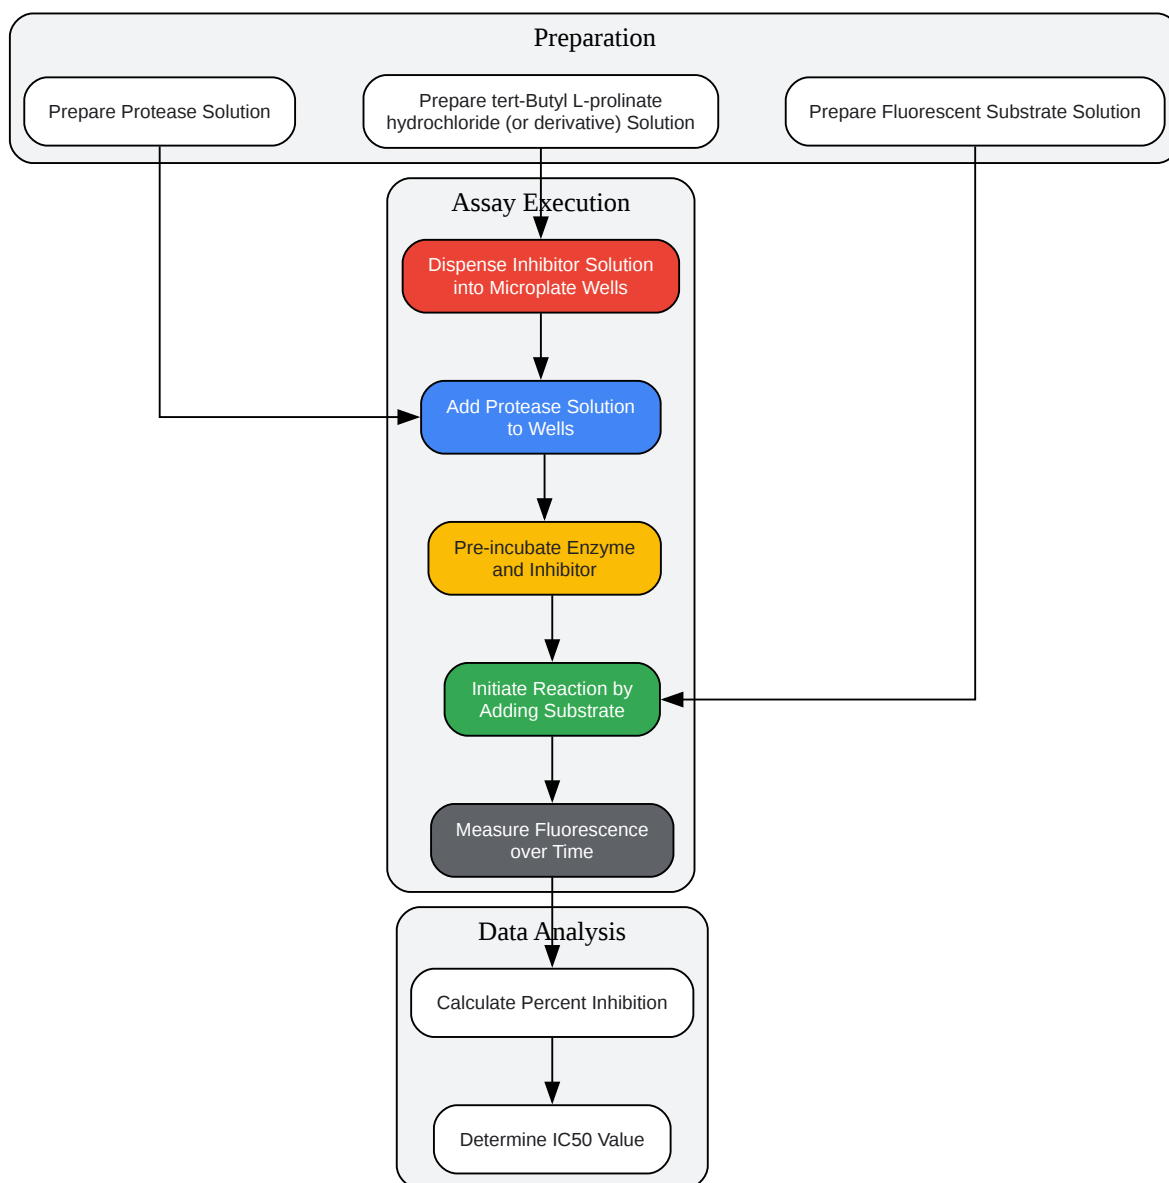 Preparation
Prepare Protease Solution
Prepare tert-Butyl L-prolinate
hydrochloride (or derivative) Solution
Prepare Fluorescent Substrate Solution
Assay Execution
Dispense Inhibitor Solution
into Microplate Wells
Add Protease Solution
to Wells
Pre-incubate Enzyme
and Inhibitor
Initiate Reaction by
Adding Substrate
Measure Fluorescence
over Time
Data Analysis
Calculate Percent Inhibition
Determine IC50 Value